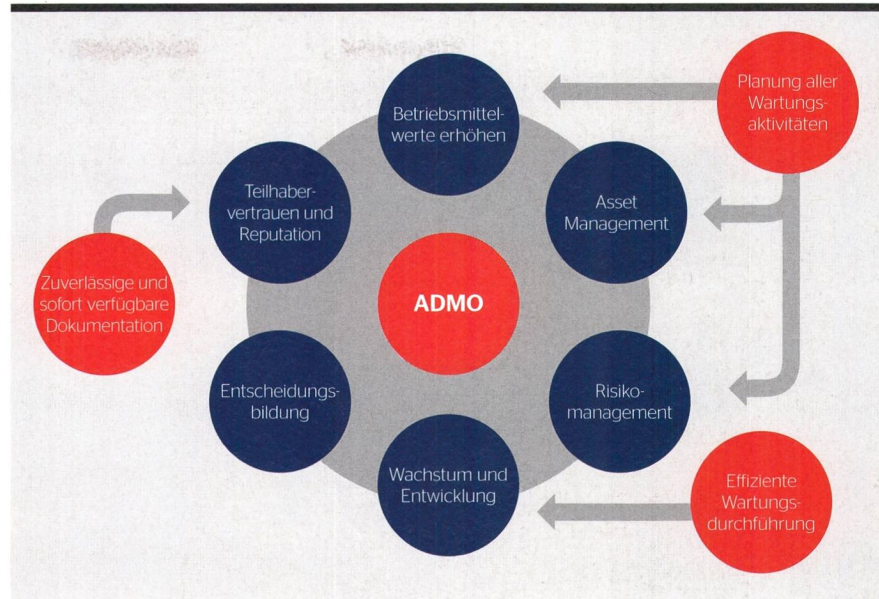 Planung aller
Wartungs-
aktivitäten
Betriebsmittel-
werte erhöhen
Teilhaber-
vertrauen und
Reputation
Asset
Management
Zuverlässige und
sofort verfügbare
Dokumentation
ADMO
Entscheidungs-
bildung
Risiko-
management
Wachstum und
Entwicklung
Effiziente
Wartungs-
durchführung